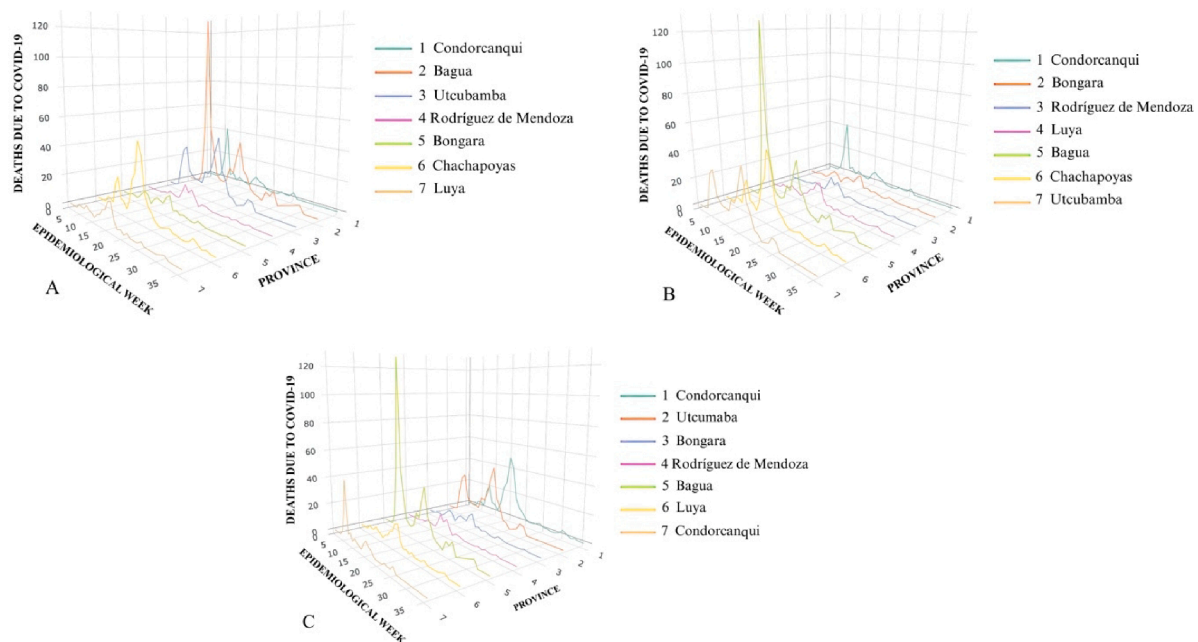 DEATHS DUE TO COVID-19
120
100
80
60
40
20
0
0
5
10
15
20
25
30
35
EPIDEMIOLOGICAL WEEK
7
6
5
4
3
2
1
PROVINCE
1 Condorcanqui
2 Bagua
3 Utcubamba
4 Rodríguez de Mendoza
5 Bongara
6 Chachapoyas
7 Luya
A
DEATHS DUE TO COVID-19
120
100
80
60
40
20
0
0
5
10
15
20
25
30
35
EPIDEMIOLOGICAL WEEK
7
6
5
4
3
2
1
PROVINCE
1 Condorcanqui
2 Bongara
3 Rodríguez de Mendoza
4 Luya
5 Bagua
6 Chachapoyas
7 Utcubamba
B
DEATHS DUE TO COVID-19
120
100
80
60
40
20
0
0
5
10
15
20
25
30
35
EPIDEMIOLOGICAL WEEK
7
6
5
4
3
2
1
PROVINCE
1 Condorcanqui
2 Utcumaba
3 Bongara
4 Rodríguez de Mendoza
5 Bagua
6 Luya
7 Condorcanqui
C